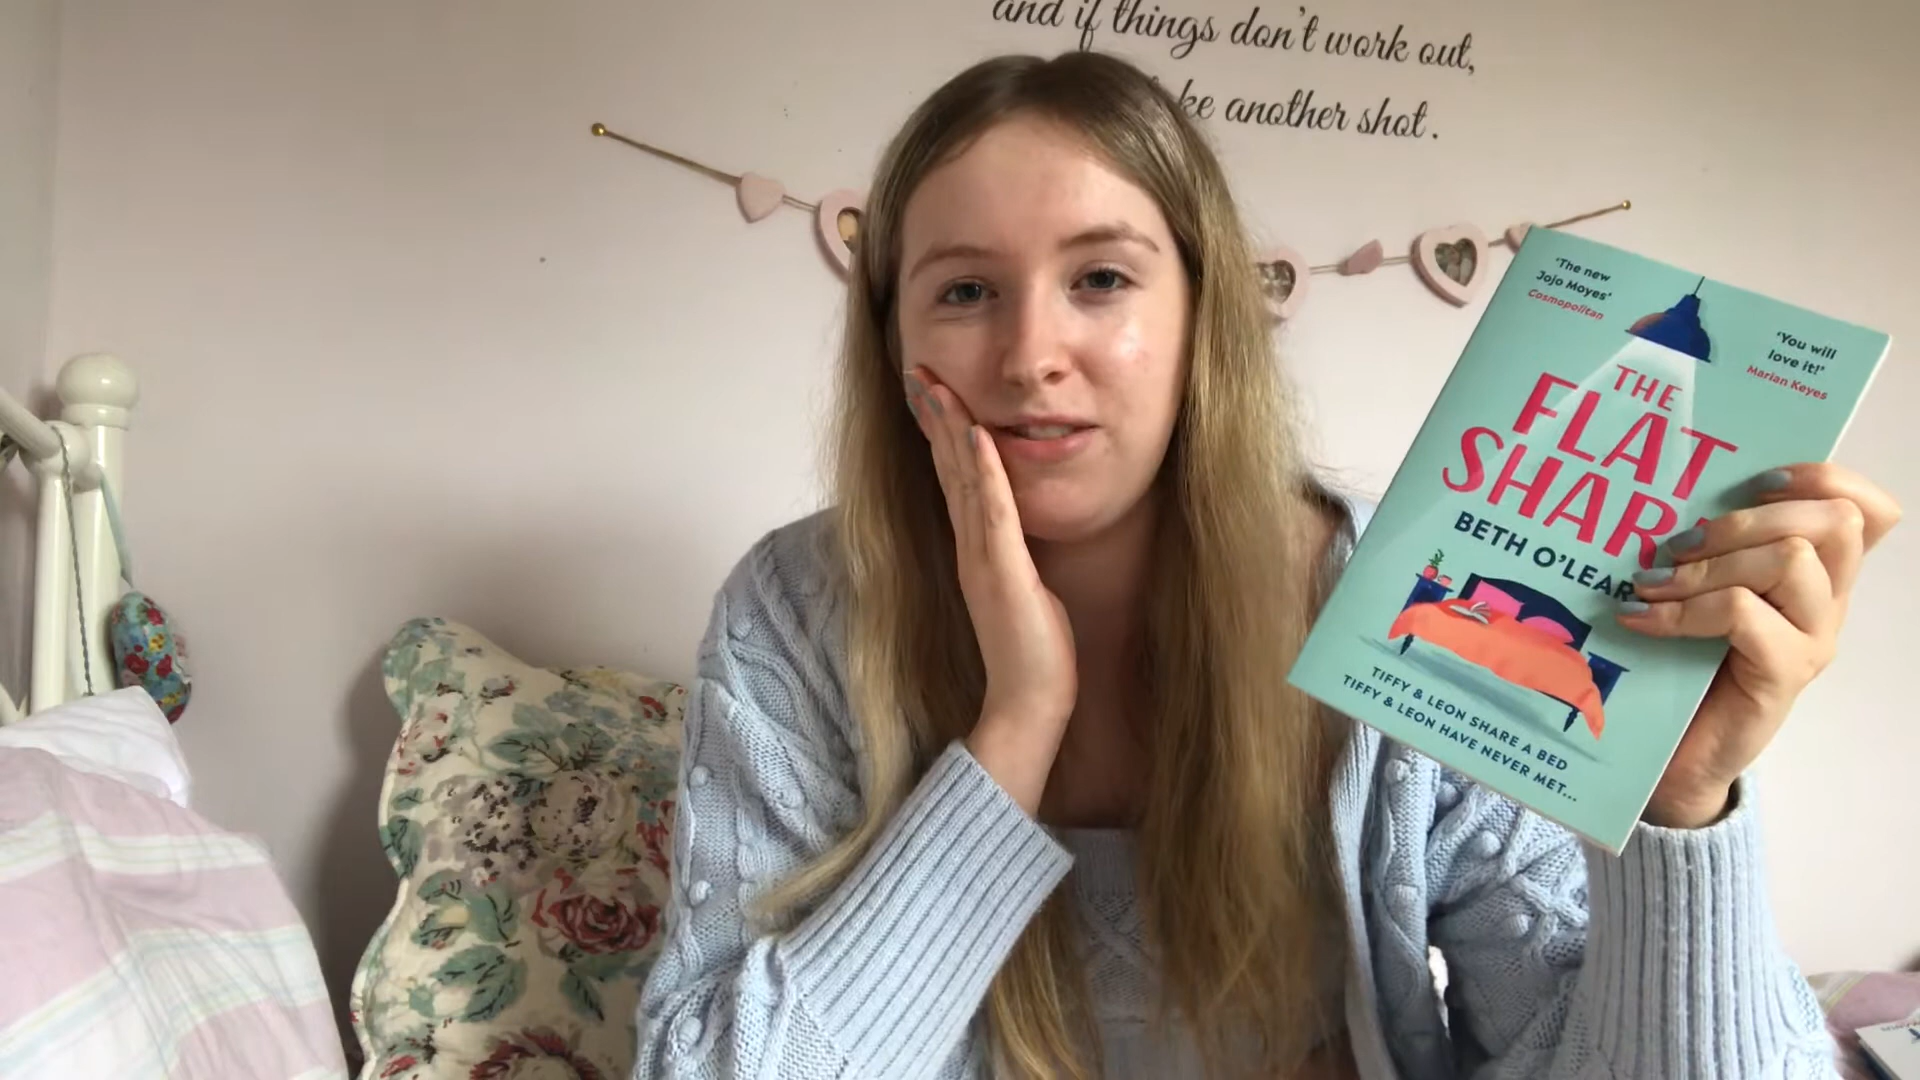 and if things don't work out,
another shot.
'The new
Jojo Moyes'
Cosmopolitan
'You will
love it!'
Marian Keyes
THE
FLAT
SHAR
BETH O'LEAR
TIFFY & LEON SHARE A BED
TIFFY & LEON HAVE NEVER MET...